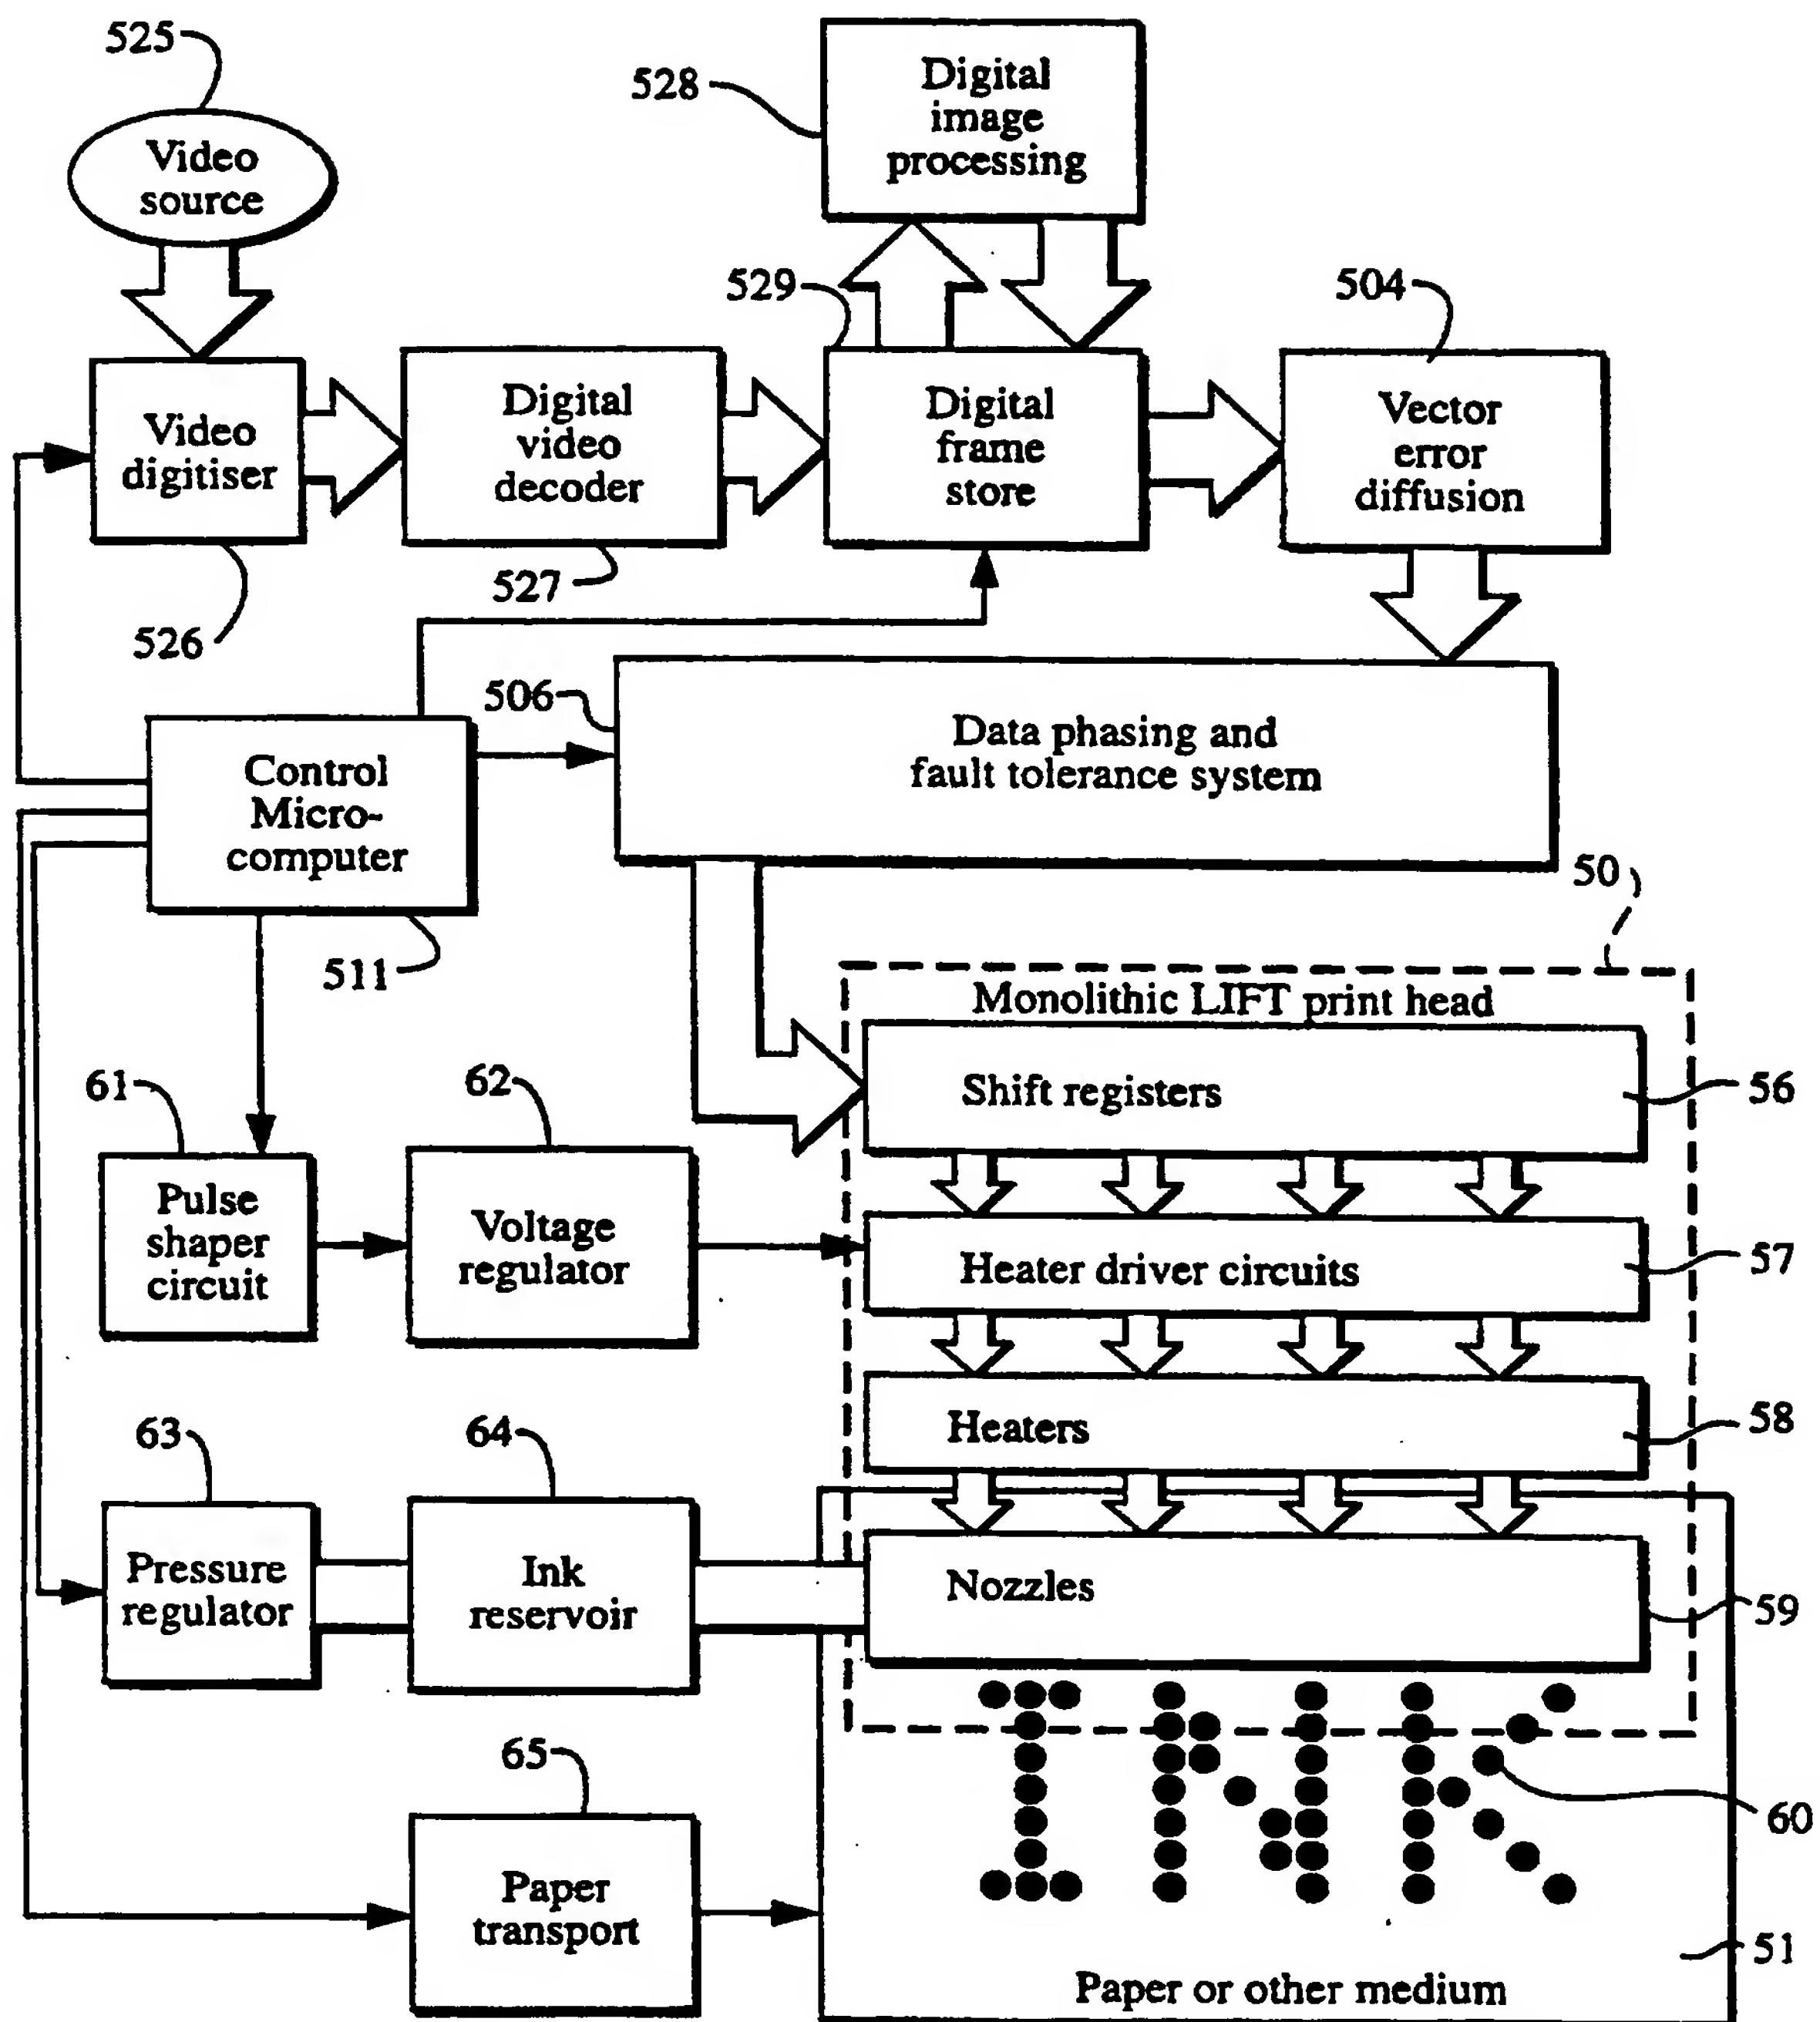 525
Video
source
528
Digital
image
processing
529
504
Video
digitiser
Digital
video
decoder
Digital
frame
store
Vector
error
diffusion
526
527
506
Control
Micro-
computer
Data phasing and
fault tolerance system
511
50
Monolithic LIFT print head
61
62
Shift registers
56
Pulse
shaper
circuit
Voltage
regulator
Heater driver circuits
57
63
64
Heaters
58
Pressure
regulator
Ink
reservoir
Nozzles
59
65
INK
60
Paper
transport
51
Paper or other medium